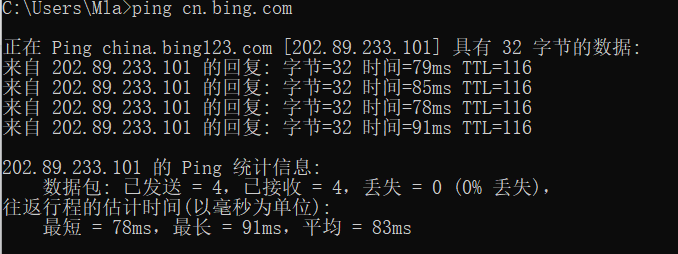 C:\Users\Mla>ping cn.bing.com
正在 Ping china.bing123.com [202.89.233.101] 具有 32 字节的数据:
来自 202.89.233.101 的回复: 字节=32 时间=79ms TTL=116
来自 202.89.233.101 的回复: 字节=32 时间=85ms TTL=116
来自 202.89.233.101 的回复: 字节=32 时间=78ms TTL=116
来自 202.89.233.101 的回复: 字节=32 时间=91ms TTL=116
202.89.233.101 的 Ping 统计信息:
数据包: 已发送 = 4，已接收 = 4，丢失 = 0 (0% 丢失)，
往返行程的估计时间(以毫秒为单位):
最短 = 78ms，最长 = 91ms，平均 = 83ms